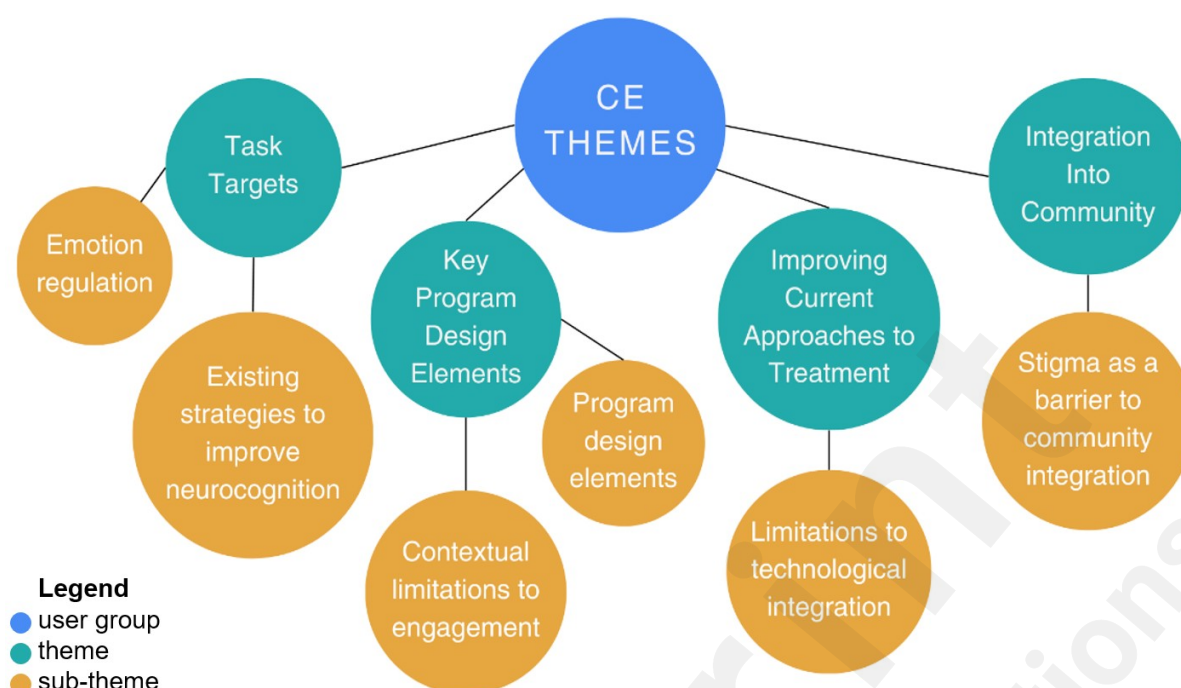 CE
THEMES
Task
Targets
Integration
Into
Community
Emotion
regulation
Key
Program
Design
Elements
Improving
Current
Approaches to
Treatment
Existing
strategies to
improve
neurocognition
Program
design
elements
Stigma as a
barrier to
community
integration
Contextual
limitations to
engagement
Limitations to
technological
integration
Legend
user group
theme
sub-theme